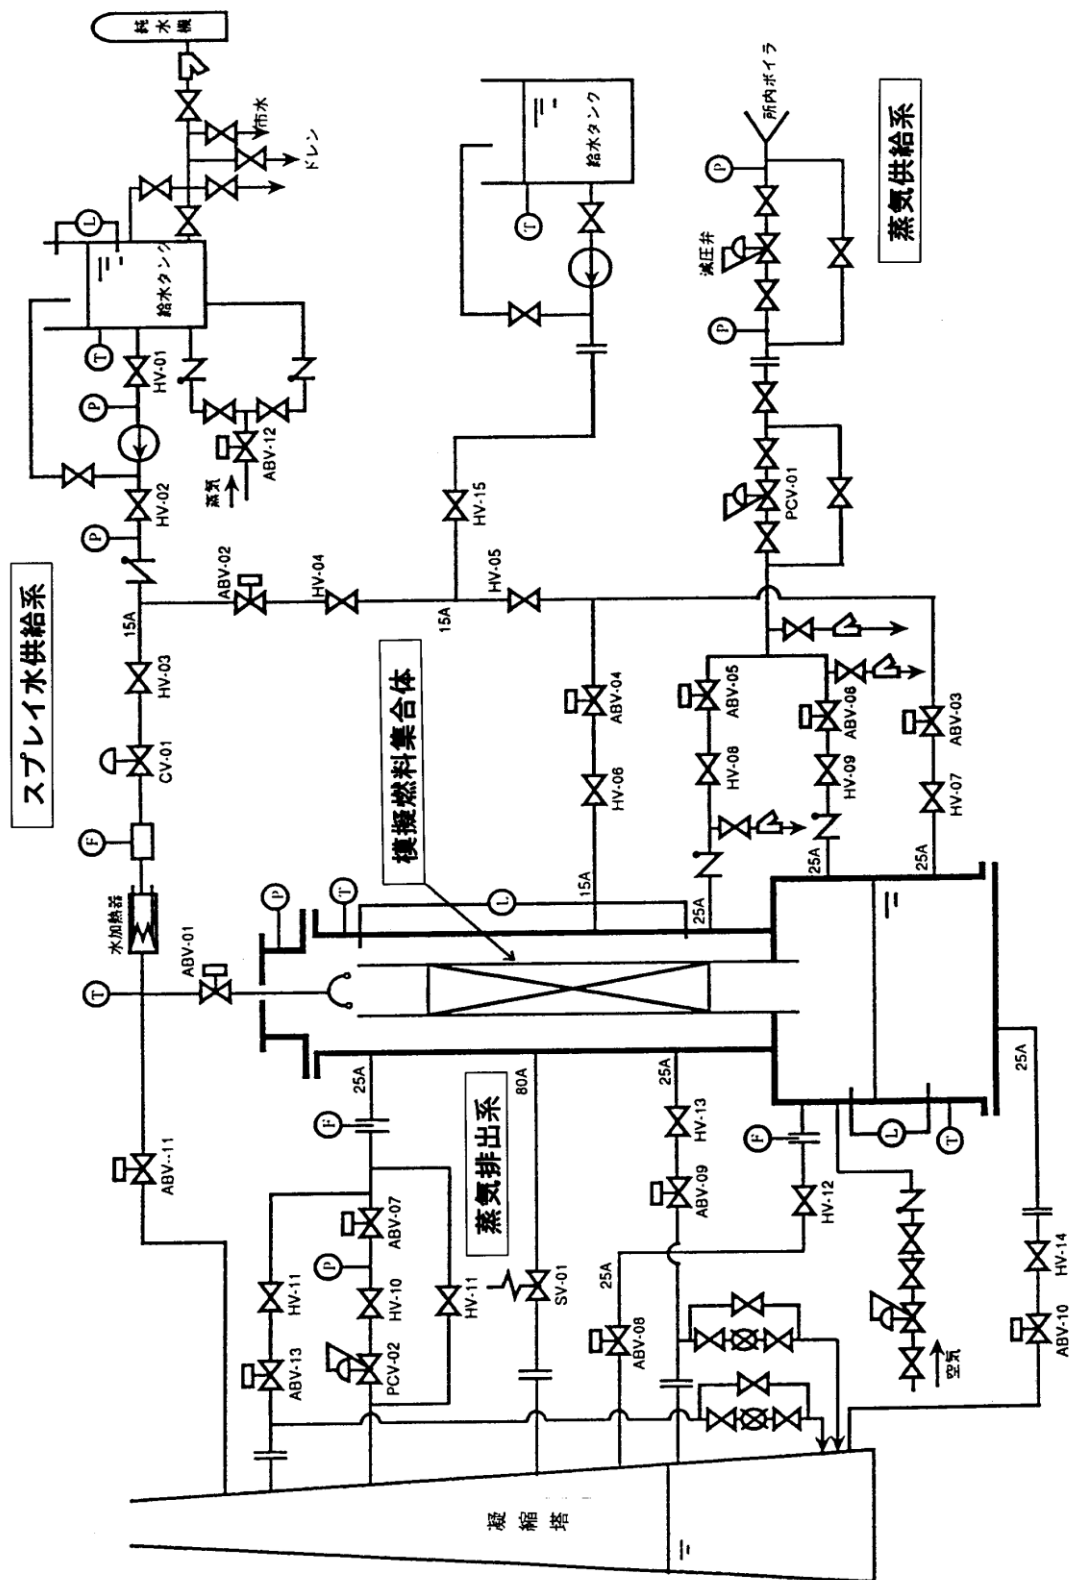 スプレイ水供給系
純水機
市水
ドレン
L
給水タンク
T
HV-01
P
HV-02
P
蒸気
ABV-12
15A
ABV-02
HV-04
15A
HV-15
HV-05
給水タンク
T
所内ボイラ
P
減圧弁
P
PCV-01
蒸気供給系
HV-03
CV-01
F
水加熱器
T
ABV-01
ABV--11
P
T
L
模擬燃料集合体
ABV-04
HV-06
15A
ABV-05
HV-08
25A
ABV-06
HV-09
25A
ABV-03
HV-07
25A
蒸気排出系
25A
F
HV-11
ABV-13
ABV-07
P
HV-10
PCV-02
HV-11
80A
SV-01
25A
HV-13
ABV-09
F
HV-12
25A
ABV-08
L
T
空気
25A
HV-14
ABV-10
凝縮塔